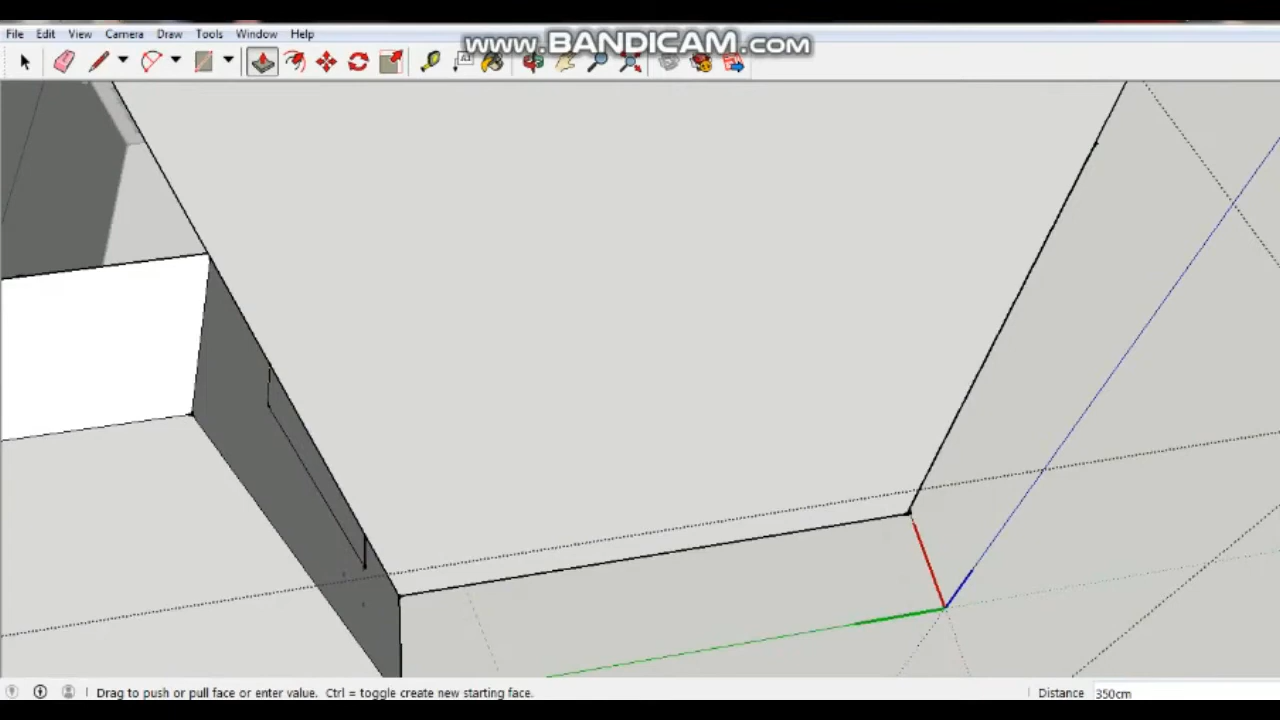 File Edit View Camera Draw Tools Window Help
www.BANDICAM.com
Drag to push or pull face or enter value. Ctrl = toggle create new starting face.
Distance 350cm